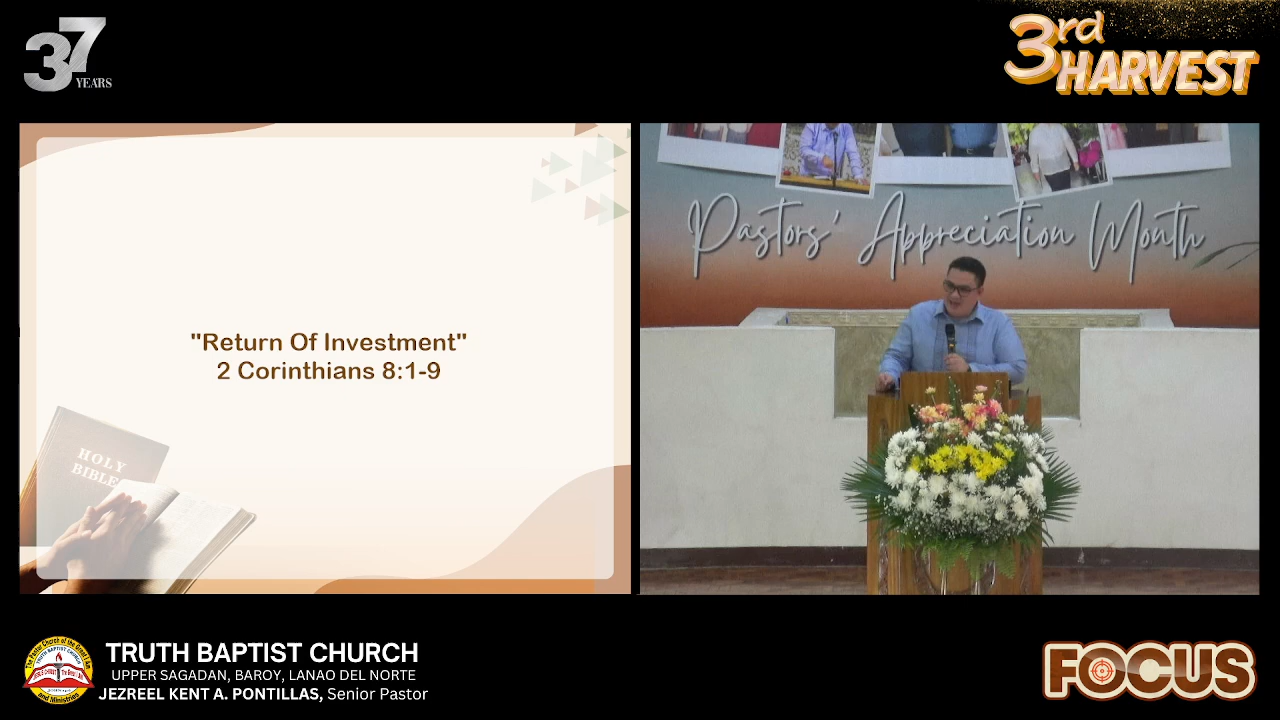 37
YEARS
3rd
HARVEST
"Return Of Investment"
2 Corinthians 8:1-9
HOLY
BIBLE
Pastors' Appreciation Month
TRUTH BAPTIST CHURCH
UPPER SAGADAN, BAROY, LANAO DEL NORTE
JEZREEL KENT A. PONTILLAS, Senior Pastor
FOCUS